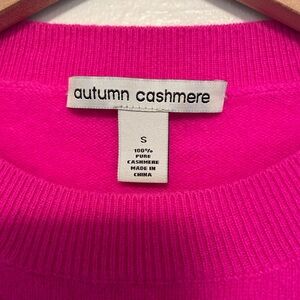 autumn cashmere
S
100%
PURE
CASHMERE
MADE IN
CHINA